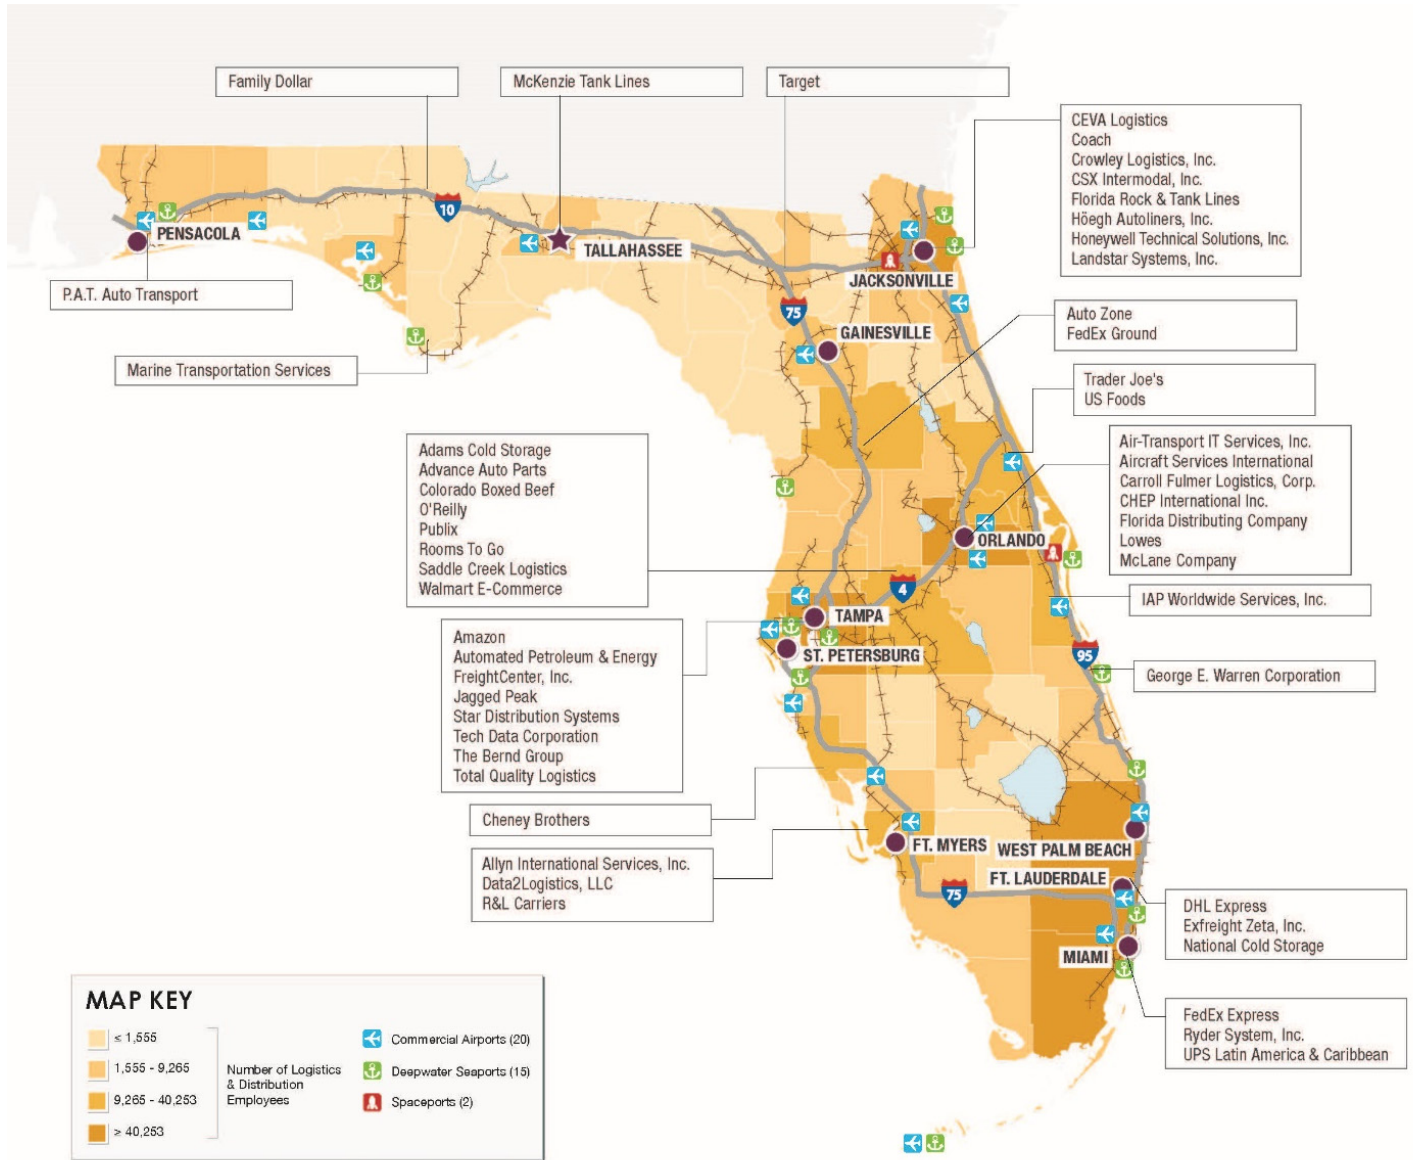 Family Dollar
McKenzie Tank Lines
Target
CEVA Logistics
Coach
Crowley Logistics, Inc.
CSX Intermodal, Inc.
Florida Rock & Tank Lines
Höegh Autoliners, Inc.
Honeywell Technical Solutions, Inc.
Landstar Systems, Inc.
10
PENSACOLA
TALLAHASSEE
JACKSONVILLE
P.A.T. Auto Transport
75
GAINESVILLE
Auto Zone
FedEx Ground
Marine Transportation Services
Trader Joe's
US Foods
Adams Cold Storage
Advance Auto Parts
Colorado Boxed Beef
O'Reilly
Publix
Rooms To Go
Saddle Creek Logistics
Walmart E-Commerce
Air-Transport IT Services, Inc.
Aircraft Services International
Carroll Fulmer Logistics, Corp.
CHEP International Inc.
Florida Distributing Company
Lowes
McLane Company
ORLANDO
4
IAP Worldwide Services, Inc.
TAMPA
ST. PETERSBURG
95
George E. Warren Corporation
Amazon
Automated Petroleum & Energy
FreightCenter, Inc.
Jagged Peak
Star Distribution Systems
Tech Data Corporation
The Bernd Group
Total Quality Logistics
Cheney Brothers
FT. MYERS
WEST PALM BEACH
Allyn International Services, Inc.
Data2Logistics, LLC
R&L Carriers
FT. LAUDERDALE
75
DHL Express
Exfreight Zeta, Inc.
National Cold Storage
MIAMI
FedEx Express
Ryder System, Inc.
UPS Latin America & Caribbean
MAP KEY
≤ 1,555
1,555 - 9,265
9,265 - 40,253
≥ 40,253
Number of Logistics
& Distribution
Employees
Commercial Airports (20)
Deepwater Seaports (15)
Spaceports (2)